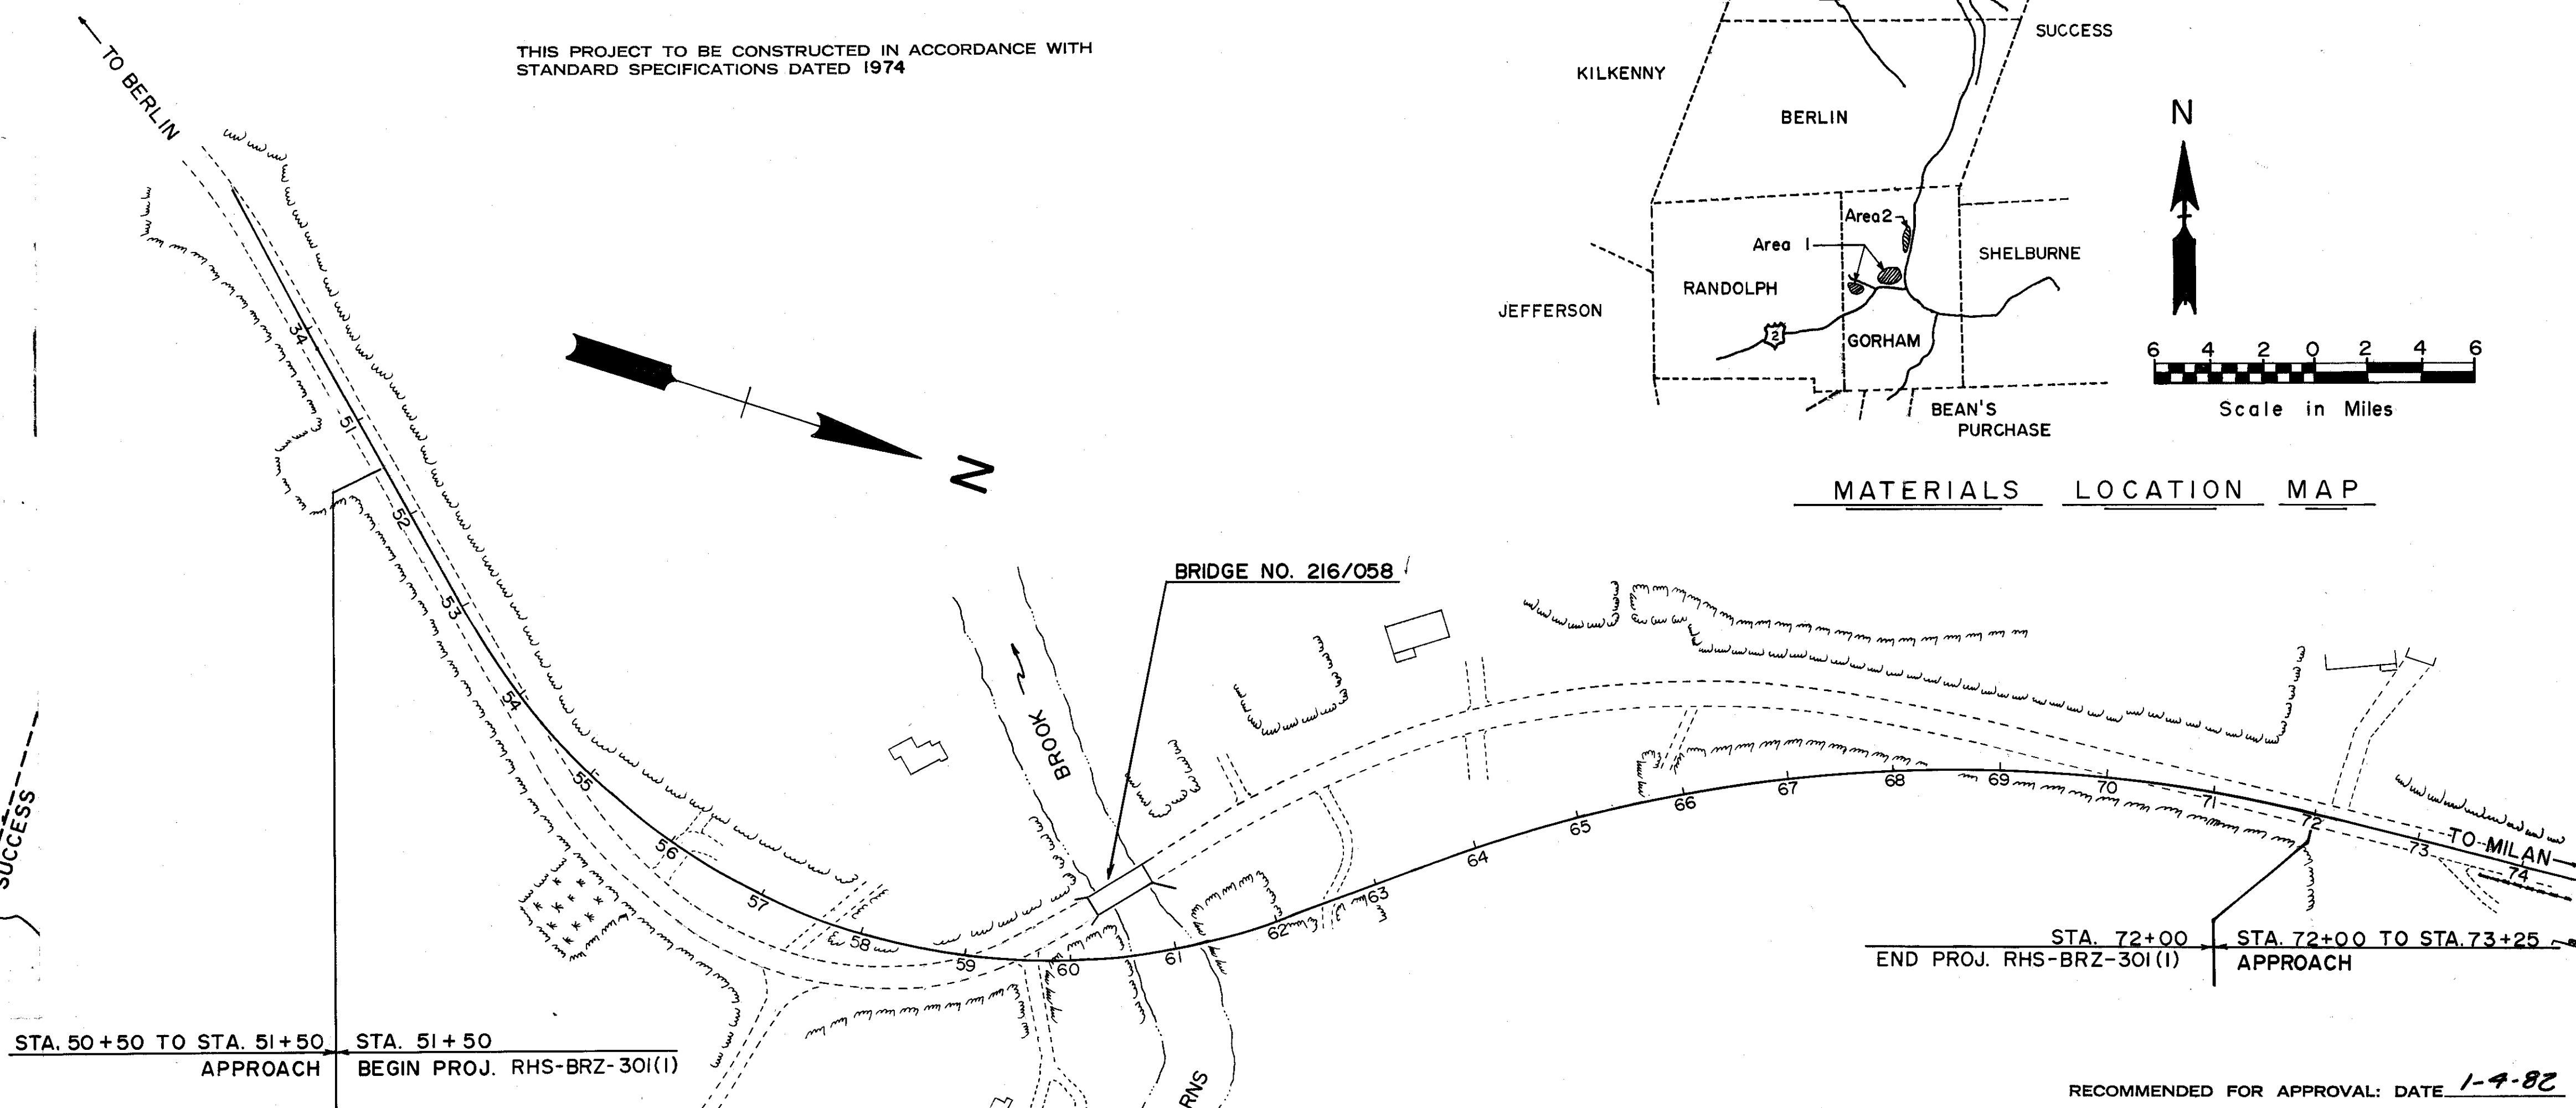 TO BERLIN
THIS PROJECT TO BE CONSTRUCTED IN ACCORDANCE WITH
STANDARD SPECIFICATIONS DATED 1974
SUCCESS
KILKENNY
BERLIN
N
Area 2
Area 1
SHELBURNE
RANDOLPH
JEFFERSON
2
GORHAM
BEAN'S
PURCHASE
6 4 2 0 2 4 6
Scale in Miles
MATERIALS LOCATION MAP
N
34
51
52
53
54
55
56
57
58
59
60
61
62
63
64
65
66
67
68
69
70
71
72
73
74
BRIDGE NO. 216/058
BROOK
RNS
SUCCESS
TO MILAN
STA. 72+00
END PROJ. RHS-BRZ-301(1)
STA. 72+00 TO STA. 73+25
APPROACH
STA. 50+50 TO STA. 51+50
APPROACH
STA. 51+50
BEGIN PROJ. RHS-BRZ-301(1)
RECOMMENDED FOR APPROVAL: DATE 1-4-82